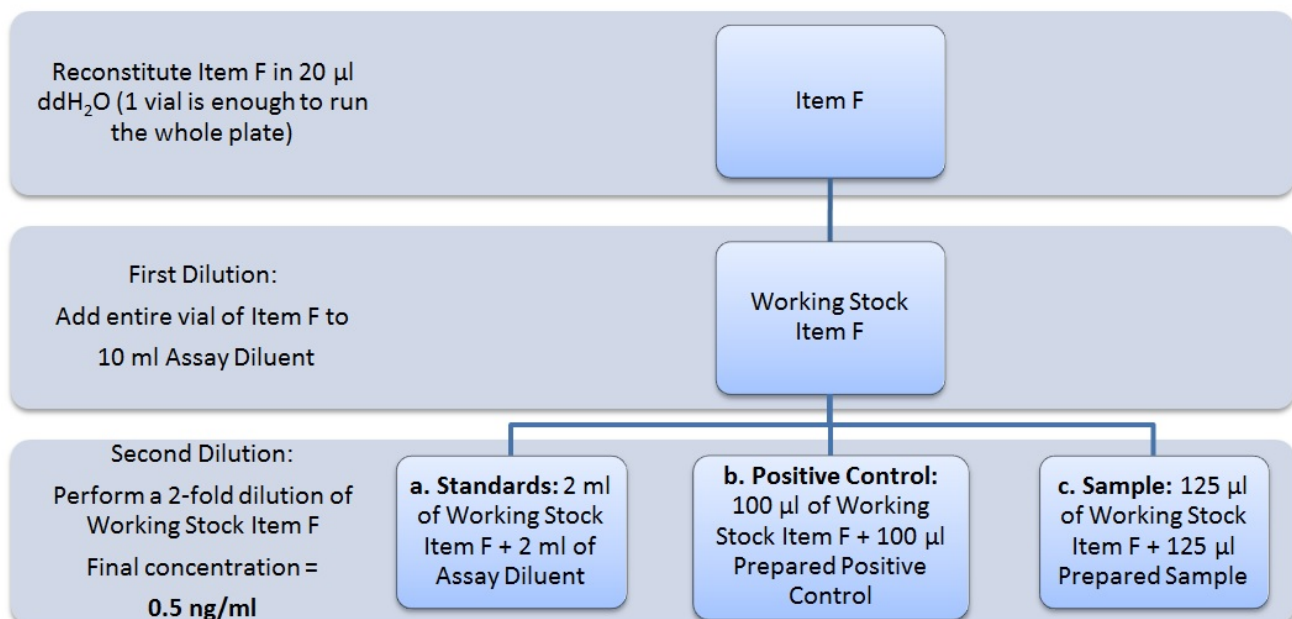 Reconstitute Item F in 20 µl
ddH₂O (1 vial is enough to run
the whole plate)
Item F
First Dilution:
Add entire vial of Item F to
10 ml Assay Diluent
Working Stock
Item F
Second Dilution:
Perform a 2-fold dilution of
Working Stock Item F
Final concentration =
0.5 ng/ml
a. Standards: 2 ml
of Working Stock
Item F + 2 ml of
Assay Diluent
b. Positive Control:
100 µl of Working
Stock Item F + 100 µl
Prepared Positive
Control
c. Sample: 125 µl
of Working Stock
Item F + 125 µl
Prepared Sample